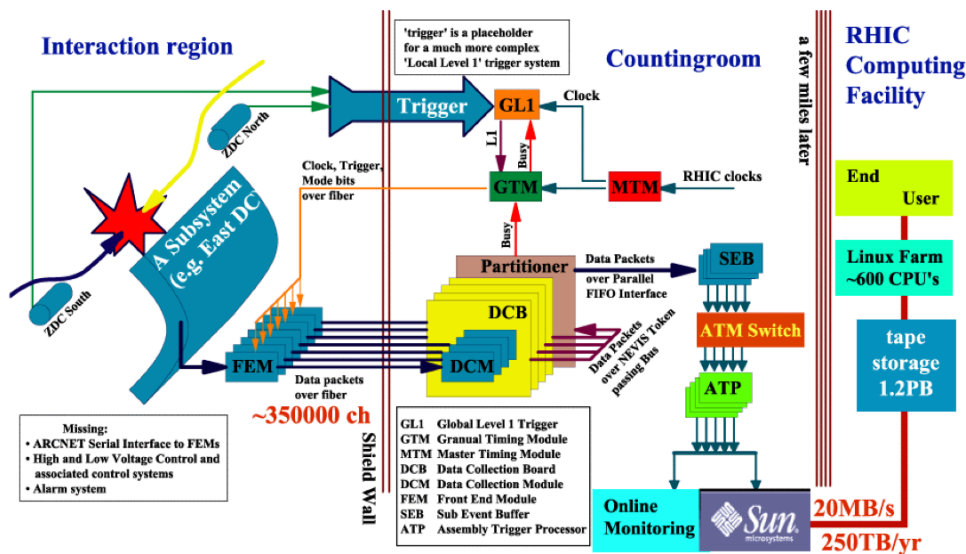 Interaction region
'trigger' is a placeholder
for a much more complex
'Local Level 1' trigger system
Countingroom
a few miles later
RHIC
Computing
Facility
ZDC North
Trigger
GL1
Clock
L1
Busy
Clock, Trigger,
Mode bits
over fiber
GTM
MTM
RHIC clocks
End
User
A Subsystem
(e.g. East DC)
Busy
ZDC South
Partitioner
Data Packets
over Parallel
FIFO Interface
SEB
Linux Farm
~600 CPU's
DCB
ATM Switch
tape
storage
1.2PB
FEM
DCM
Data Packets
over NEVIS Token
passing Bus
ATP
Data packets
over fiber
~350000 ch
Missing:
• ARCNET Serial Interface to FEMs
• High and Low Voltage Control and
associated control systems
• Alarm system
Shield Wall
GL1 Global Level 1 Trigger
GTM Granual Timing Module
MTM Master Timing Module
DCB Data Collection Board
DCM Data Collection Module
FEM Front End Module
SEB Sub Event Buffer
ATP Assembly Trigger Processor
Online
Monitoring
Sun
microsystems
20MB/s
250TB/yr